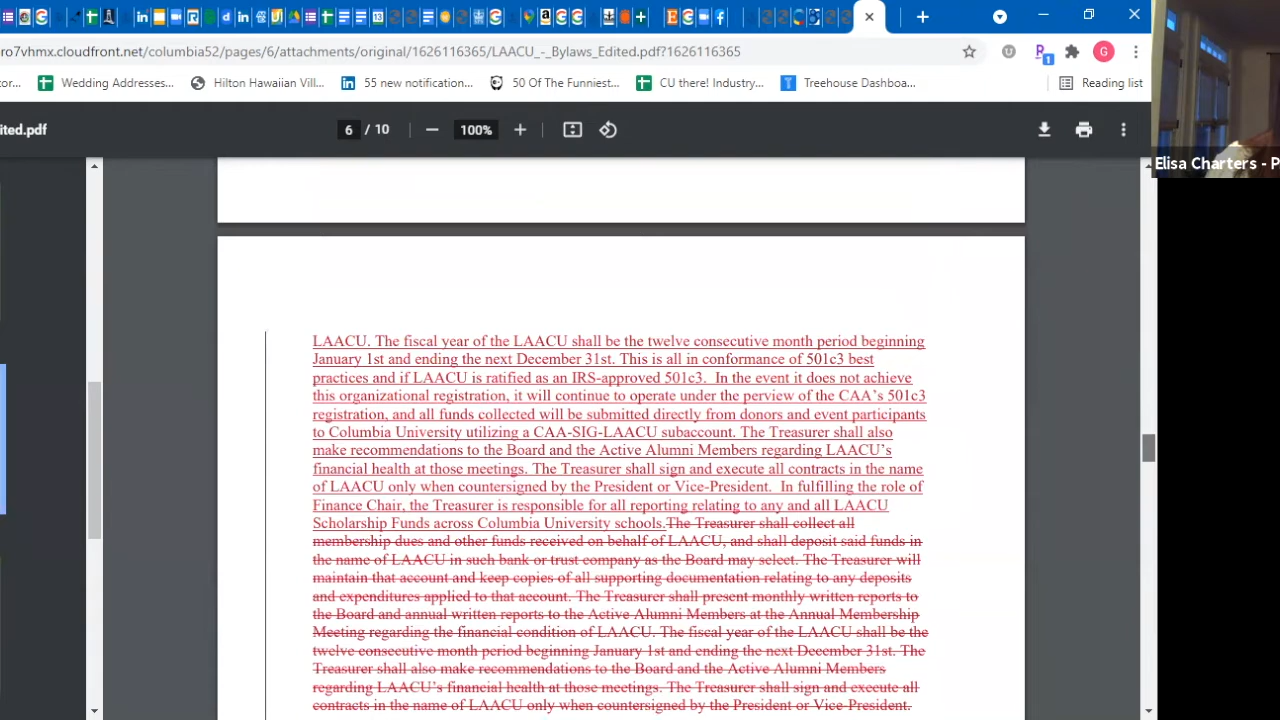 ro7vhmx.cloudfront.net/columbia52/pages/6/attachments/original/1626116365/LAACU_-_Bylaws_Edited.pdf?1626116365
tor... Wedding Addresses... Hilton Hawaiian Vill... 55 new notification... 50 Of The Funniest... CU there! Industry... Treehouse Dashboa... Reading list
ited.pdf 6 / 10 100%
Elisa Charters - P
LAACU. The fiscal year of the LAACU shall be the twelve consecutive month period beginning
January 1st and ending the next December 31st. This is all in conformance of 501c3 best
practices and if LAACU is ratified as an IRS-approved 501c3. In the event it does not achieve
this organizational registration, it will continue to operate under the perview of the CAA's 501c3
registration, and all funds collected will be submitted directly from donors and event participants
to Columbia University utilizing a CAA-SIG-LAACU subaccount. The Treasurer shall also
make recommendations to the Board and the Active Alumni Members regarding LAACU's
financial health at those meetings. The Treasurer shall sign and execute all contracts in the name
of LAACU only when countersigned by the President or Vice-President. In fulfilling the role of
Finance Chair, the Treasurer is responsible for all reporting relating to any and all LAACU
Scholarship Funds across Columbia University schools.The Treasurer shall collect all
membership dues and other funds received on behalf of LAACU, and shall deposit said funds in
the name of LAACU in such bank or trust company as the Board may select. The Treasurer will
maintain that account and keep copies of all supporting documentation relating to any deposits
and expenditures applied to that account. The Treasurer shall present monthly written reports to
the Board and annual written reports to the Active Alumni Members at the Annual Membership
Meeting regarding the financial condition of LAACU. The fiscal year of the LAACU shall be the
twelve consecutive month period beginning January 1st and ending the next December 31st. The
Treasurer shall also make recommendations to the Board and the Active Alumni Members
regarding LAACU's financial health at those meetings. The Treasurer shall sign and execute all
contracts in the name of LAACU only when countersigned by the President or Vice-President.